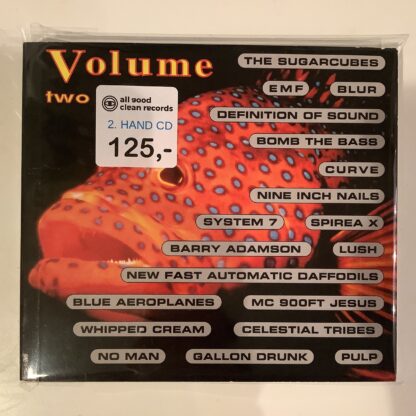 Volume
two
all good
clean records
2. HAND CD
125,-
THE SUGARCUBES
EMF BLUR
DEFINITION OF SOUND
BOMB THE BASS
CURVE
NINE INCH NAILS
SYSTEM 7 SPIREA X
BARRY ADAMSON LUSH
NEW FAST AUTOMATIC DAFFODILS
BLUE AEROPLANES MC 900FT JESUS
WHIPPED CREAM CELESTIAL TRIBES
NO MAN GALLON DRUNK PULP